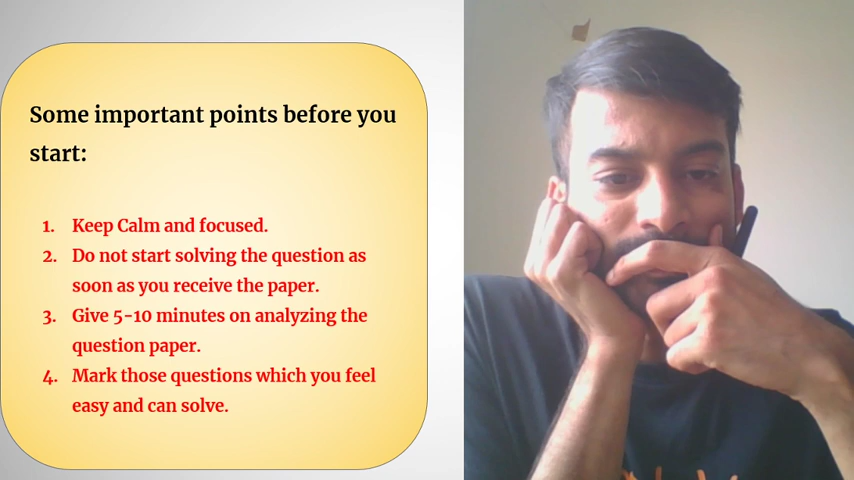 Some important points before you
start:
1. Keep Calm and focused.
2. Do not start solving the question as
soon as you receive the paper.
3. Give 5-10 minutes on analyzing the
question paper.
4. Mark those questions which you feel
easy and can solve.